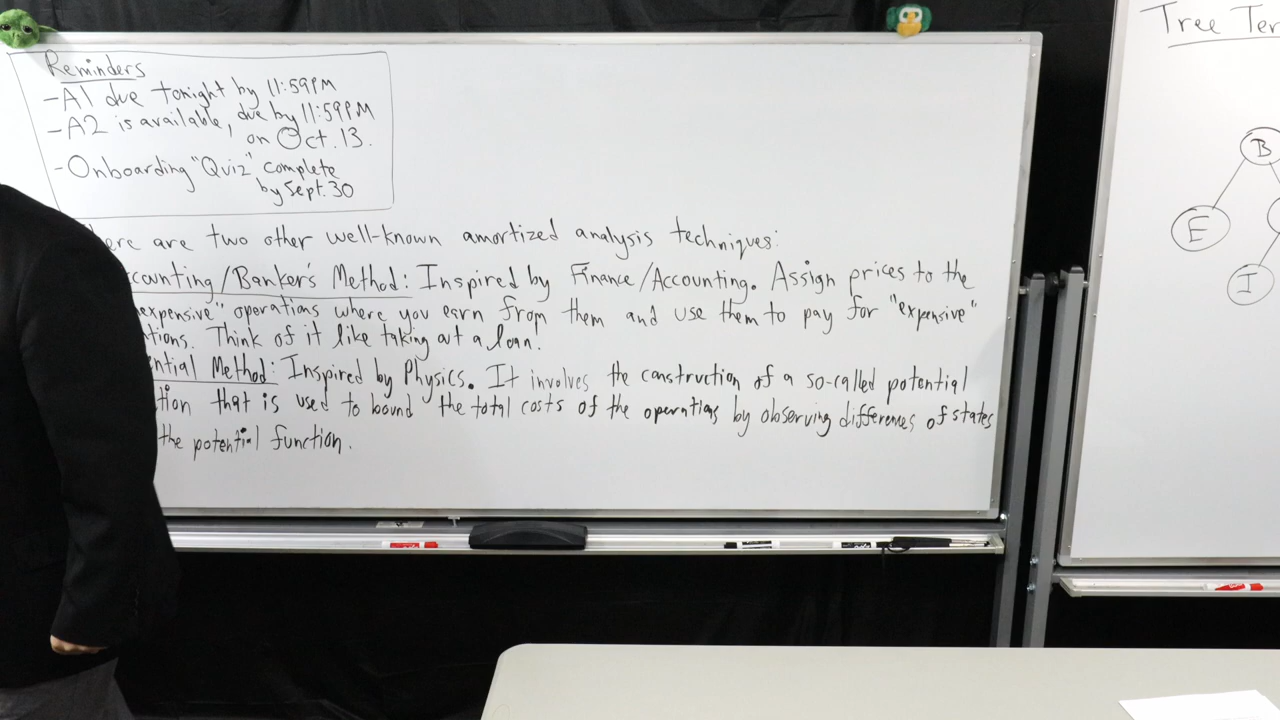 Reminders
-A1 due tonight by 11:59PM
-A2 is available, due by 11:59PM
on Oct. 13.
-Onboarding "Quiz" complete
by Sept. 30
ere are two other well-known amortized analysis techniques:
ccounting/Banker's Method: Inspired by Finance/Accounting. Assign prices to the
expensive" operations where you earn from them and use them to pay for "expensive"
tions. Think of it like taking out a loan.
ntial Method: Inspired by Physics. It involves the construction of a so-called potential
tion that is used to bound the total costs of the operations by observing differences of states
the potential function.
Tree Ter
B
E
I